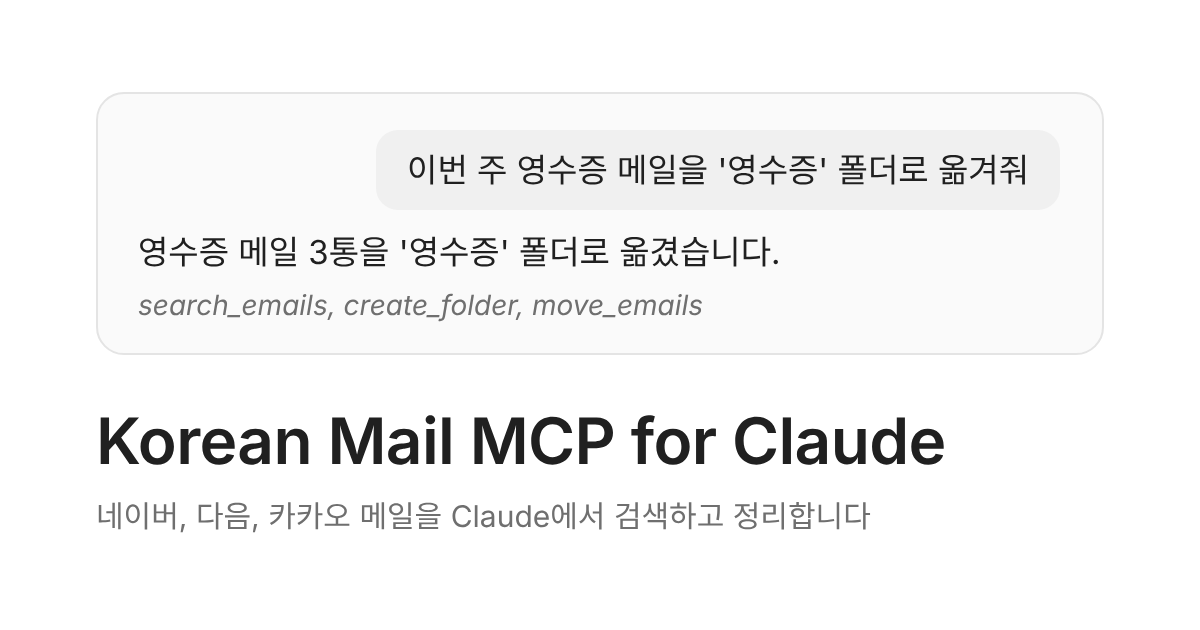 이번 주 영수증 메일을 '영수증' 폴더로 옮겨줘
영수증 메일 3통을 '영수증' 폴더로 옮겼습니다.
search_emails, create_folder, move_emails
Korean Mail MCP for Claude
네이버, 다음, 카카오 메일을 Claude에서 검색하고 정리합니다